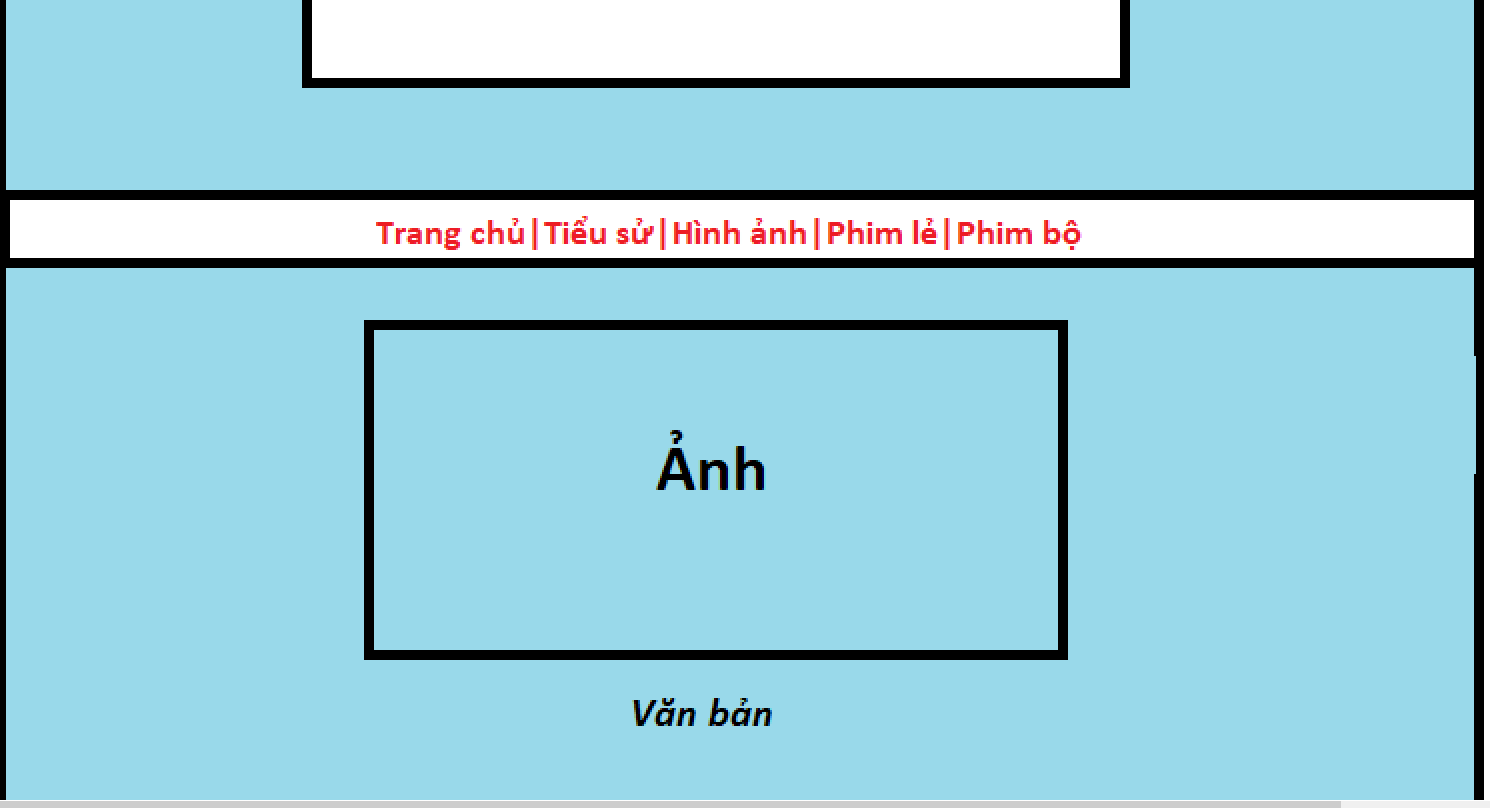 Trang chủ|Tiểu sử|Hình ảnh|Phim lẻ|Phim bộ
Ảnh
Văn bản